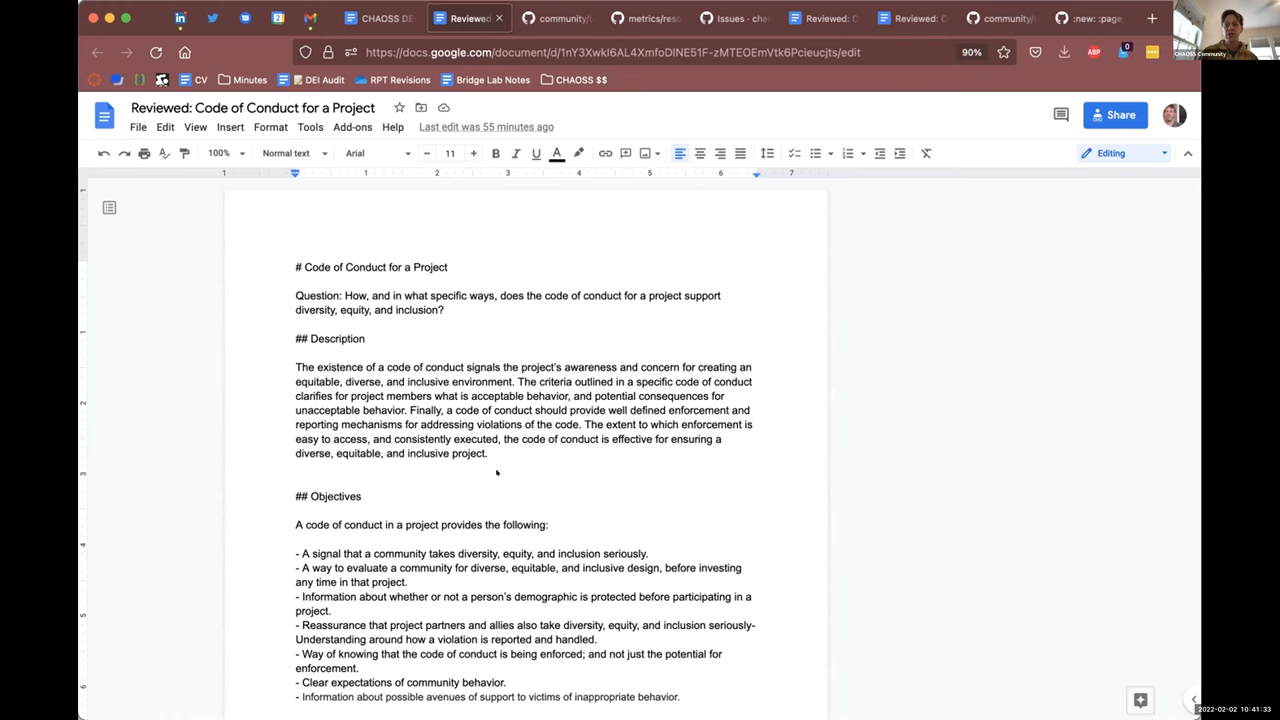 CHAOSS DE
Reviewed:
community/
metrics/reso
Issues - cha
Reviewed: C
Reviewed: C
community/
:new: :page_
https://docs.google.com/document/d/1nY3XwkI6AL4XmfoDINE51F-zMTEOEmVtk6Pcieucjts/edit
90%
ABP
0
CHAOSS Community
CV
Minutes
DEI Audit
RPT Revisions
Bridge Lab Notes
CHAOSS $$
Reviewed: Code of Conduct for a Project
File Edit View Insert Format Tools Add-ons Help Last edit was 55 minutes ago
Share
100% Normal text Arial 11 B I U A
Editing
1 1 2 3 4 5 6 7
# Code of Conduct for a Project
Question: How, and in what specific ways, does the code of conduct for a project support
diversity, equity, and inclusion?
## Description
The existence of a code of conduct signals the project's awareness and concern for creating an
equitable, diverse, and inclusive environment. The criteria outlined in a specific code of conduct
clarifies for project members what is acceptable behavior, and potential consequences for
unacceptable behavior. Finally, a code of conduct should provide well defined enforcement and
reporting mechanisms for addressing violations of the code. The extent to which enforcement is
easy to access, and consistently executed, the code of conduct is effective for ensuring a
diverse, equitable, and inclusive project.
## Objectives
A code of conduct in a project provides the following:
- A signal that a community takes diversity, equity, and inclusion seriously.
- A way to evaluate a community for diverse, equitable, and inclusive design, before investing
any time in that project.
- Information about whether or not a person's demographic is protected before participating in a
project.
- Reassurance that project partners and allies also take diversity, equity, and inclusion seriously-
Understanding around how a violation is reported and handled.
- Way of knowing that the code of conduct is being enforced; and not just the potential for
enforcement.
- Clear expectations of community behavior.
- Information about possible avenues of support to victims of inappropriate behavior.
2022-02-02 10:41:33